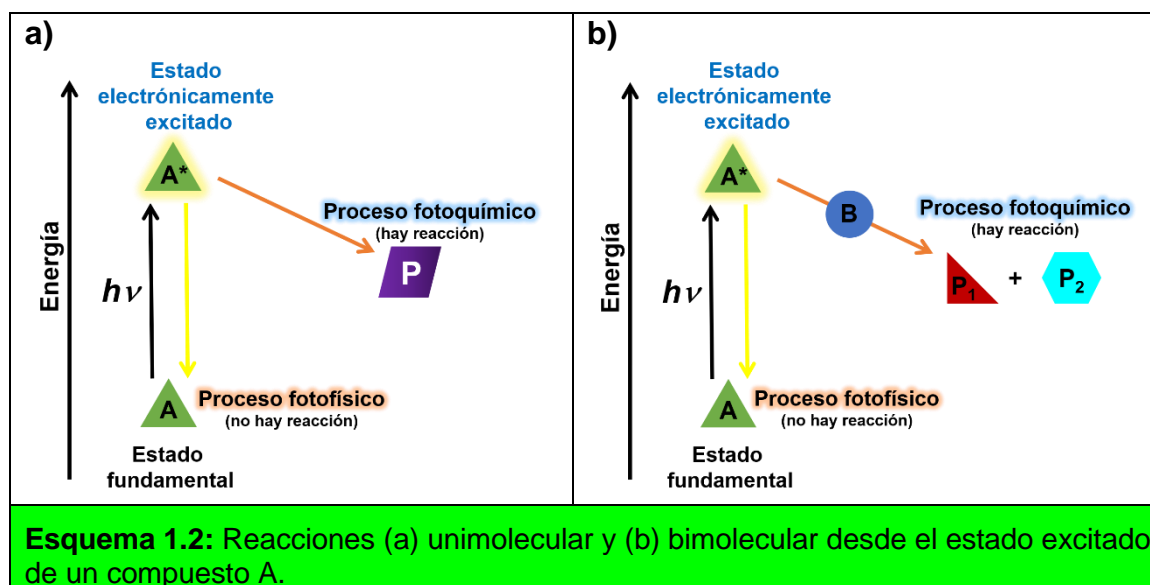 a)
Estado
electrónicamente
excitado
Energía
A*
Proceso fotoquímico
(hay reacción)
P
hν
A
Proceso fotofísico
(no hay reacción)
Estado
fundamental
b)
Estado
electrónicamente
excitado
Energía
A*
B
Proceso fotoquímico
(hay reacción)
P₁ + P₂
hν
A
Proceso fotofísico
(no hay reacción)
Estado
fundamental
Esquema 1.2: Reacciones (a) unimolecular y (b) bimolecular desde el estado excitado
de un compuesto A.